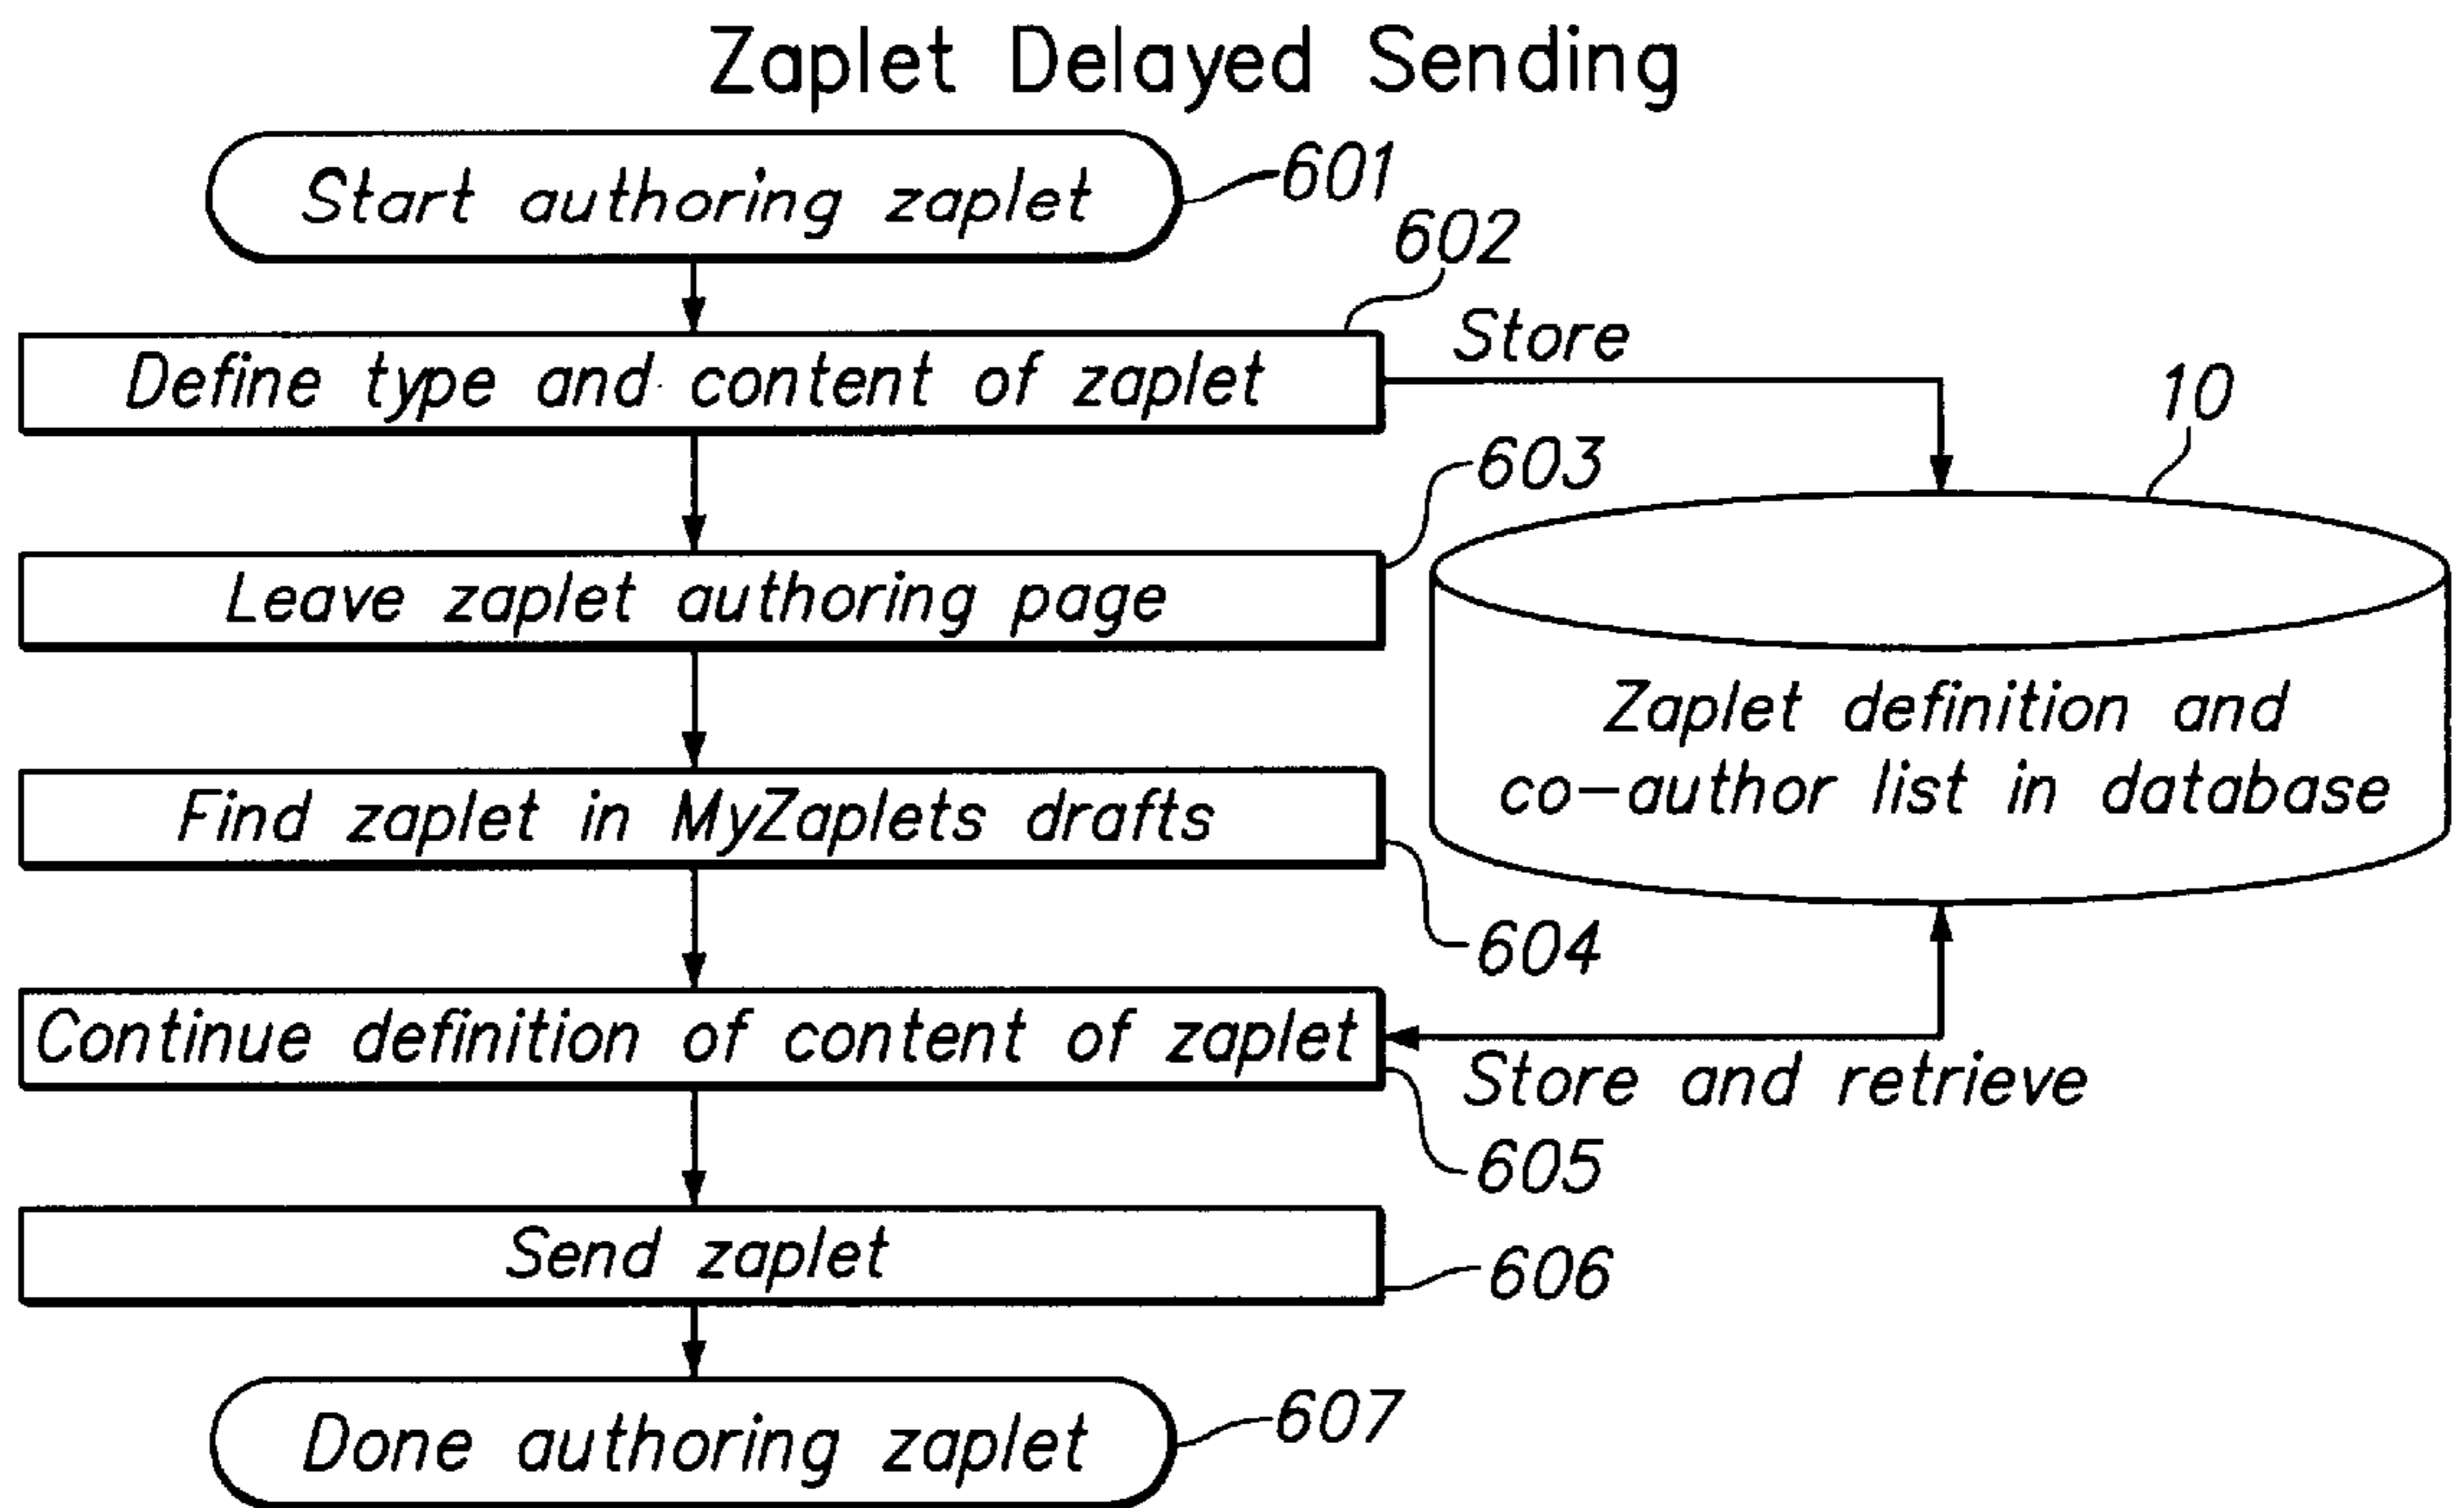 Zaplet Delayed Sending
Start authoring zaplet
601
602
Define type and content of zaplet
Store
10
603
Leave zaplet authoring page
Zaplet definition and
co-author list in database
Find zaplet in MyZaplets drafts
604
Continue definition of content of zaplet
Store and retrieve
605
Send zaplet
606
Done authoring zaplet
607